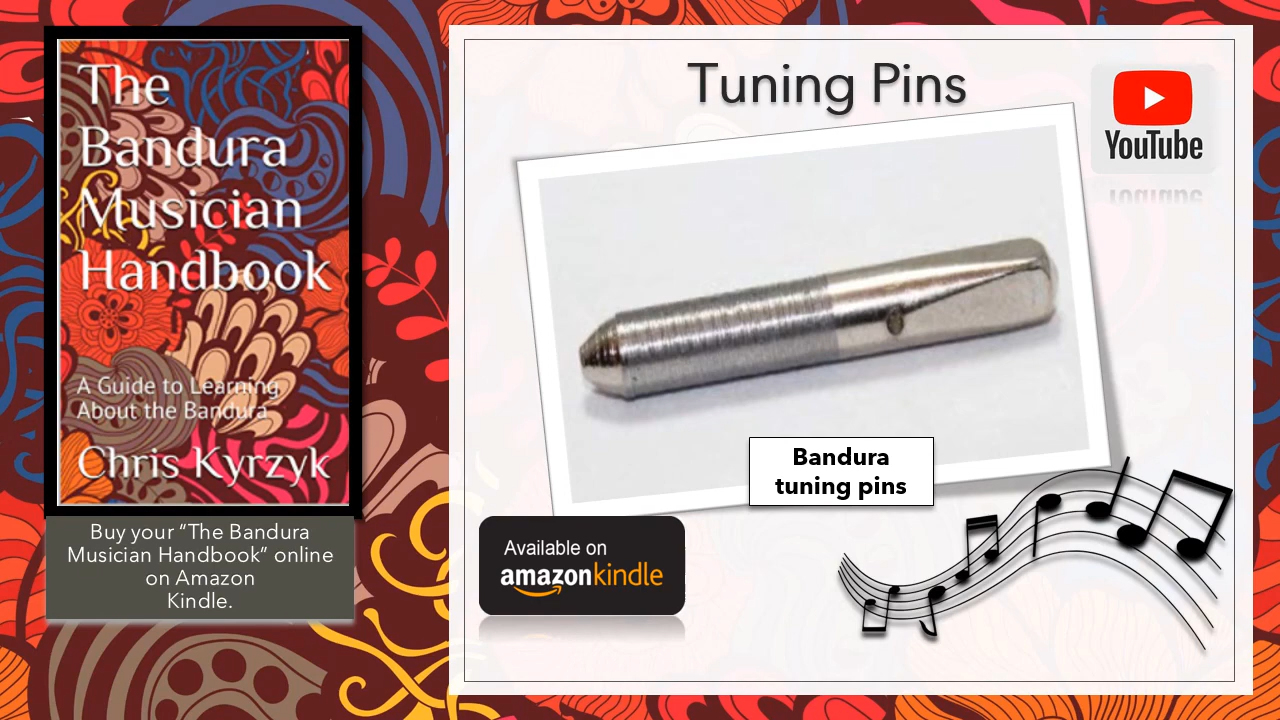 The
Bandura
Musician
Handbook
A Guide to Learning
About the Bandura
Chris Kyrzyk
Buy your “The Bandura
Musician Handbook” online
on Amazon
Kindle.
Tuning Pins
YouTube
Bandura
tuning pins
Available on
amazonkindle